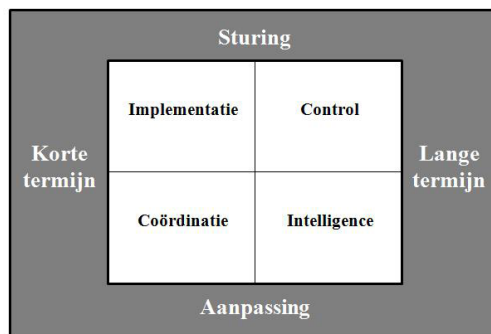 Sturing
Implementatie
Control
Korte
termijn
Lange
termijn
Coördinatie
Intelligence
Aanpassing